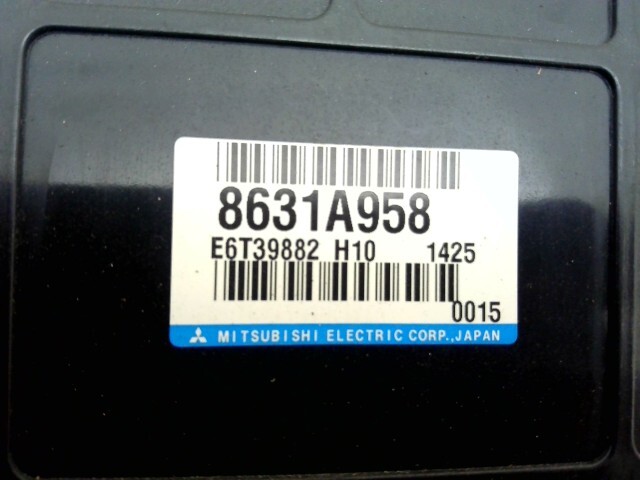 8631A958
E6T39882 H10 1425
0015
MITSUBISHI ELECTRIC CORP.,JAPAN